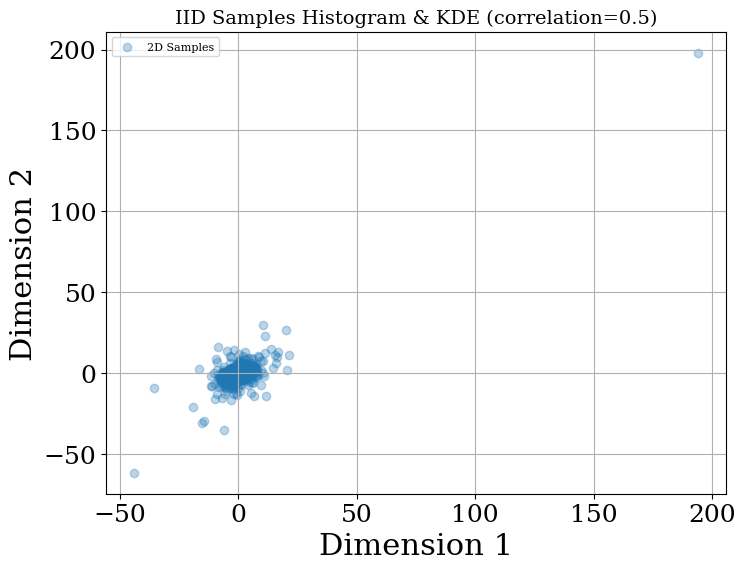 IID Samples Histogram & KDE (correlation=0.5)
2D Samples
200
150
100
50
0
−50
Dimension 2
−50 0 50 100 150 200
Dimension 1